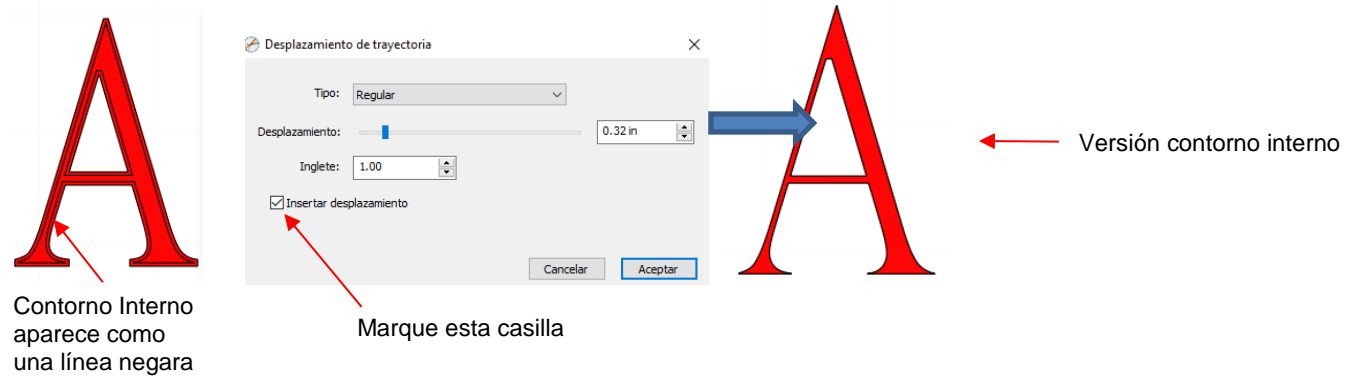 Desplazamiento de trayectoria
Tipo: Regular
Desplazamiento: 0.32 in
Inglete: 1.00
Insertar desplazamiento
Cancelar Aceptar
Versión contorno interno
Contorno Interno
aparece como
una línea negara
Marque esta casilla
A
A